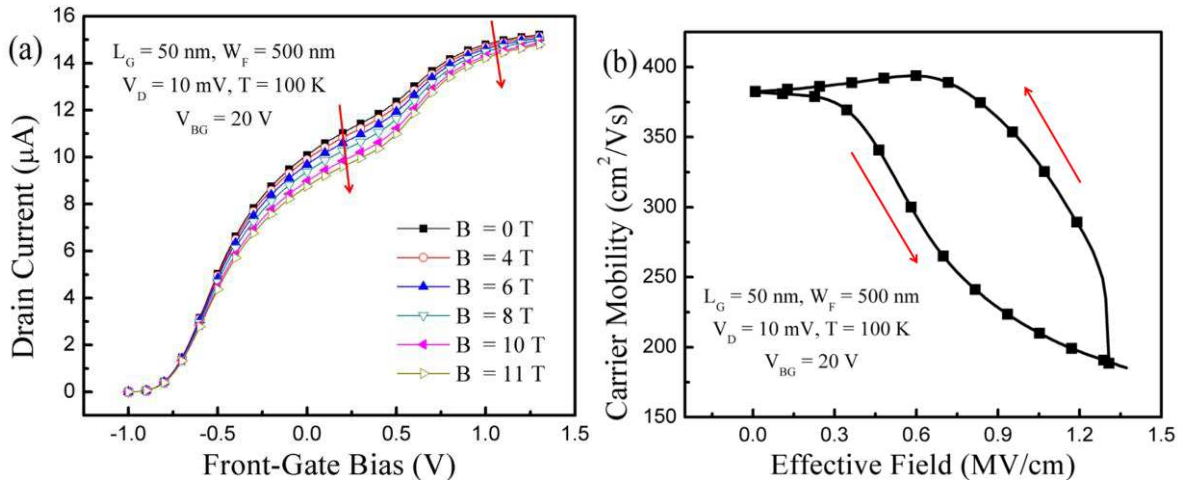 (a)
L_G = 50 nm, W_F = 500 nm
V_D = 10 mV, T = 100 K
V_BG = 20 V
B = 0 T
B = 4 T
B = 6 T
B = 8 T
B = 10 T
B = 11 T
Drain Current (μA)
16
14
12
10
8
6
4
2
0
-1.0 -0.5 0.0 0.5 1.0 1.5
Front-Gate Bias (V)
(b)
L_G = 50 nm, W_F = 500 nm
V_D = 10 mV, T = 100 K
V_BG = 20 V
Carrier Mobility (cm²/Vs)
450
400
350
300
250
200
150
0.0 0.3 0.6 0.9 1.2 1.5
Effective Field (MV/cm)